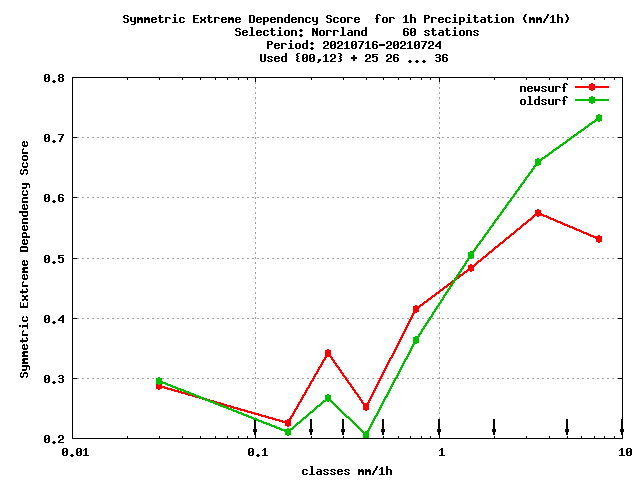 Symmetric Extreme Dependency Score  for 1h Precipitation (mm/1h)
Selection: Norrland     60 stations
Period: 20210716-20210724
Used {00,12} + 25 26 ... 36
newsurf
oldsurf
Symmetric Extreme Dependency Score
0.8
0.7
0.6
0.5
0.4
0.3
0.2
0.01 0.1 1 10
classes mm/1h